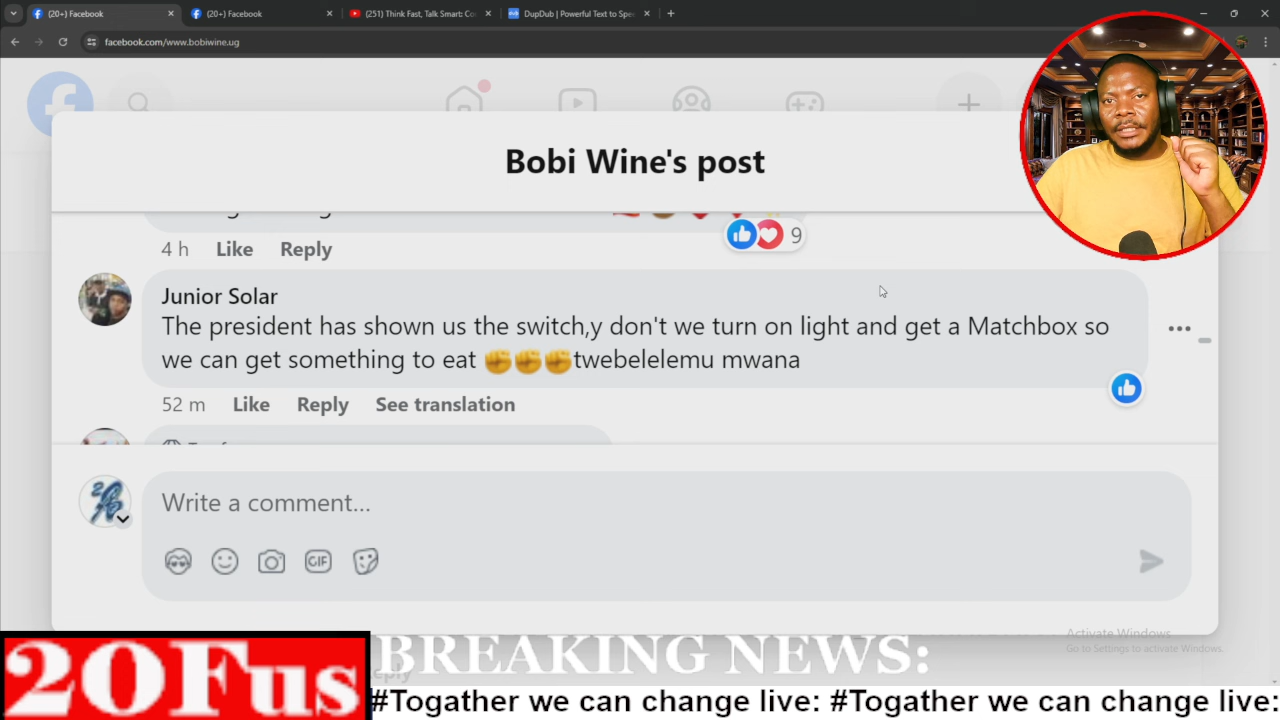 (20+) Facebook
(20+) Facebook
(251) Think Fast, Talk Smart: Co
DupDub | Powerful Text to Spe
facebook.com/www.bobiwine.ug
Bobi Wine's post
9
4 h Like Reply
Junior Solar
The president has shown us the switch,y don't we turn on light and get a Matchbox so
we can get something to eat ✊✊✊twebelelemu mwana
52 m Like Reply See translation
Write a comment...
GIF
Activate Windows
Go to Settings to activate Windows.
20Fus
BREAKING NEWS:
#Togather we can change live: #Togather we can change live: